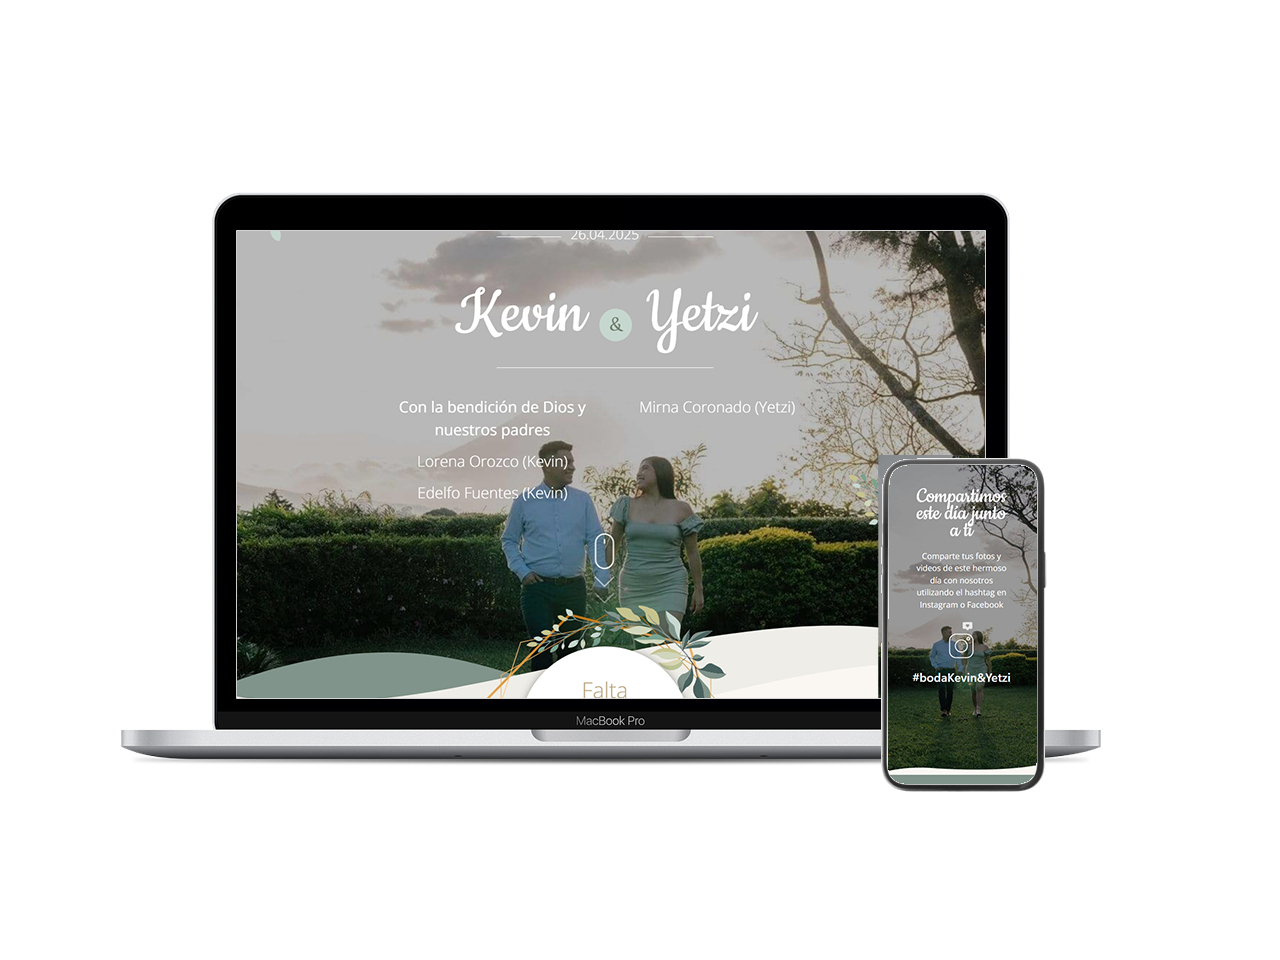 26.04.2025
Kevin & Yetzi
Con la bendición de Dios y
nuestros padres
Lorena Orozco (Kevin)
Edelfo Fuentes (Kevin)
Mirna Coronado (Yetzi)
Falta
MacBook Pro
Compartimos
este día junto
a ti
Comparte tus fotos y
videos de este hermoso
día con nosotros
utilizando el hashtag en
Instagram o Facebook
#bodaKevin&Yetzi